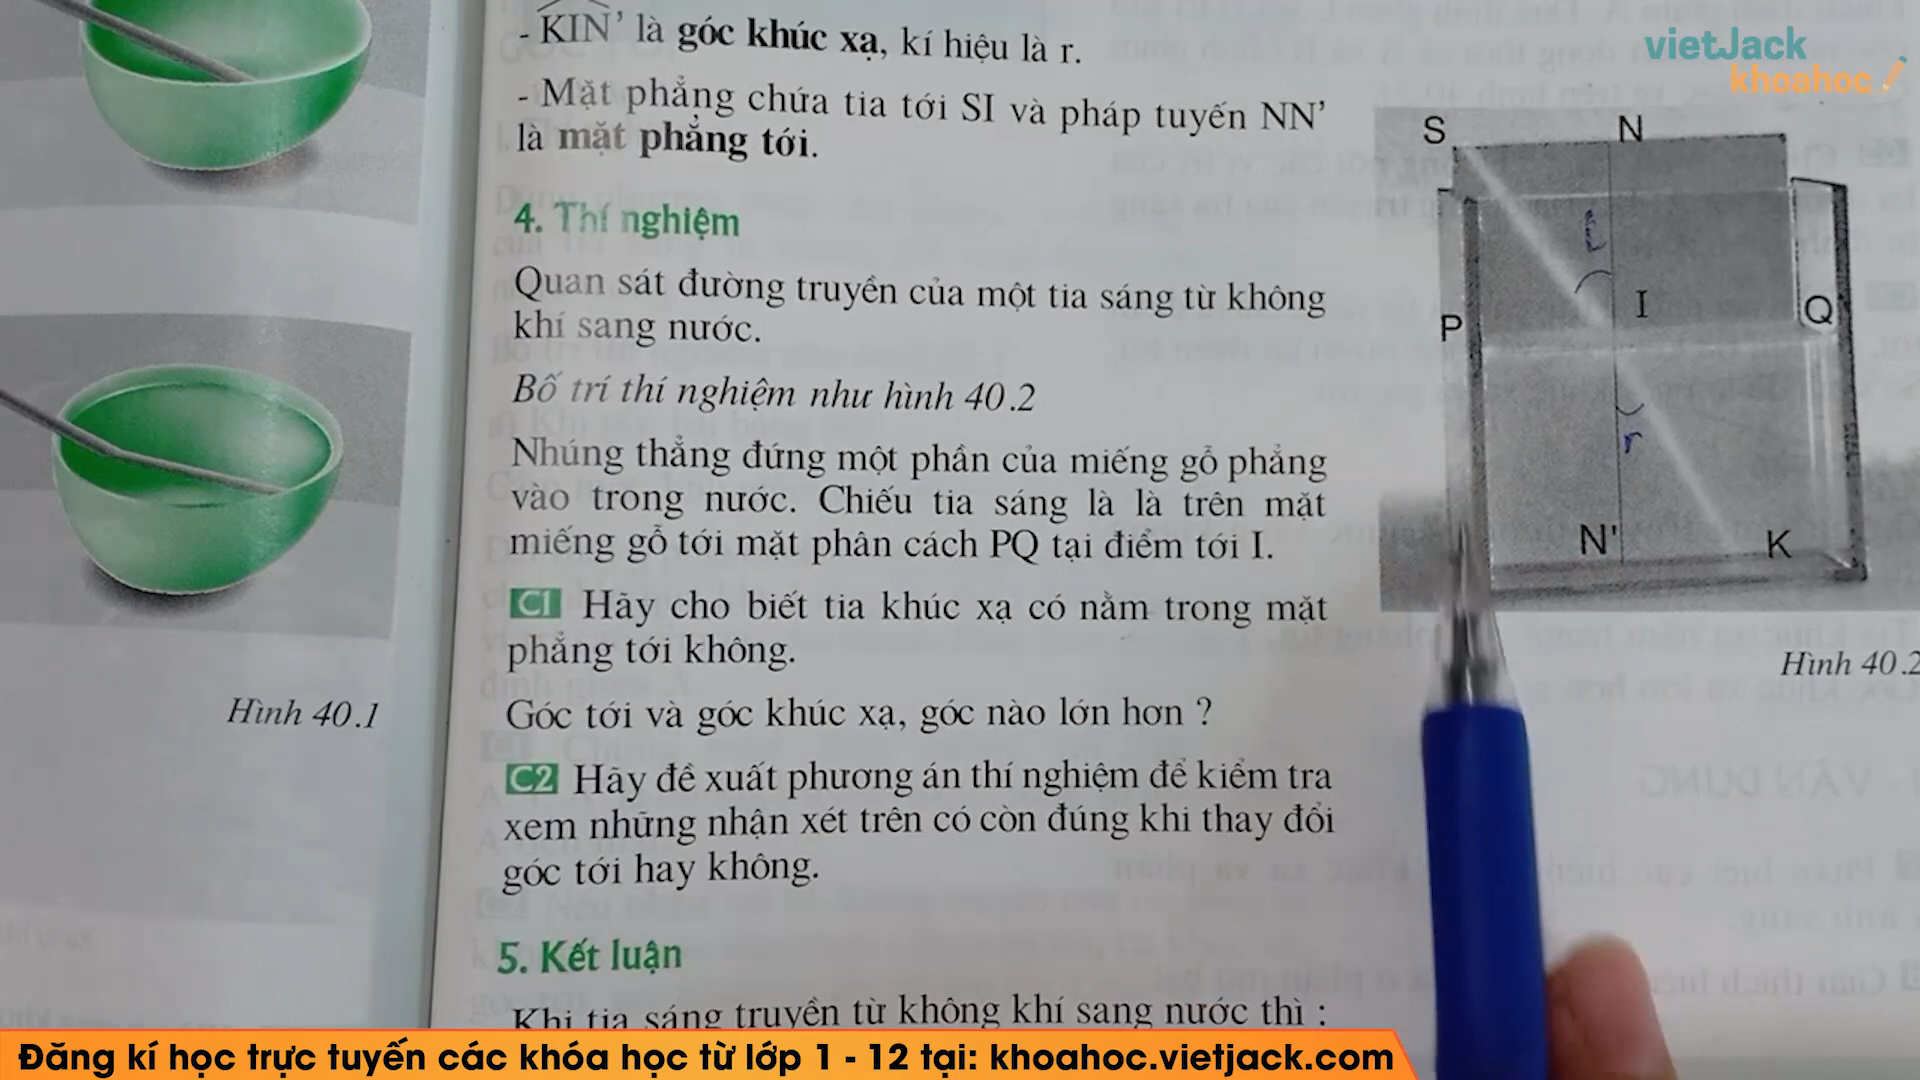 - KIN’ là góc khúc xạ, kí hiệu là r.
- Mặt phẳng chứa tia tới SI và pháp tuyến NN’
là mặt phẳng tới.
4. Thí nghiệm
Quan sát đường truyền của một tia sáng từ không
khí sang nước.
Bố trí thí nghiệm như hình 40.2
Nhúng thẳng đứng một phần của miếng gỗ phẳng
vào trong nước. Chiếu tia sáng là là trên mặt
miếng gỗ tới mặt phân cách PQ tại điểm tới I.
C1 Hãy cho biết tia khúc xạ có nằm trong mặt
phẳng tới không.
Góc tới và góc khúc xạ, góc nào lớn hơn ?
C2 Hãy đề xuất phương án thí nghiệm để kiểm tra
xem những nhận xét trên có còn đúng khi thay đổi
góc tới hay không.
5. Kết luận
Khi tia sáng truyền từ không khí sang nước thì :
Hình 40.1
vietJack
khoahoc
S N
i
I
P Q
r
N' K
Hình 40.2
Đăng kí học trực tuyến các khóa học từ lớp 1 - 12 tại: khoahoc.vietjack.com